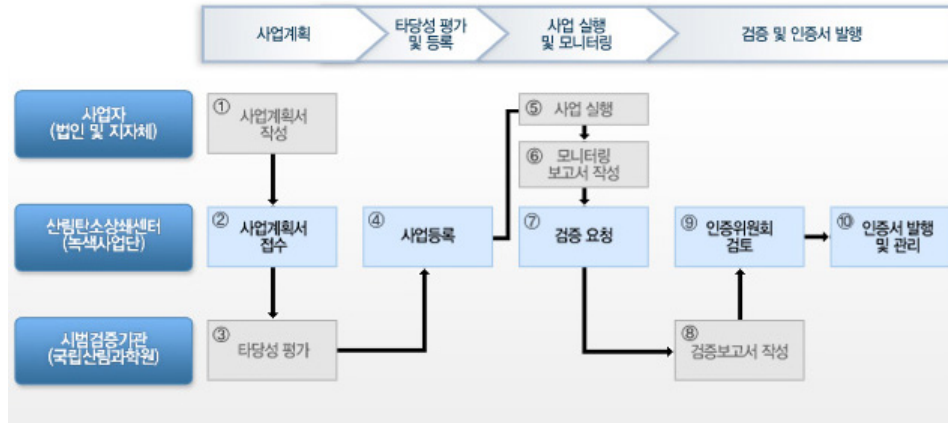 사업계획
타당성 평가
및 등록
사업 실행
및 모니터링
검증 및 인증서 발행
사업자
(법인 및 지자체)
①
사업계획서
작성
⑤
사업 실행
⑥
모니터링
보고서 작성
산림탄소상쇄센터
(녹색사업단)
②
사업계획서
접수
④
사업등록
⑦
검증 요청
⑨
인증위원회
검토
⑩
인증서 발행
및 관리
시범검증기관
(국립산림과학원)
③
타당성 평가
⑧
검증보고서 작성